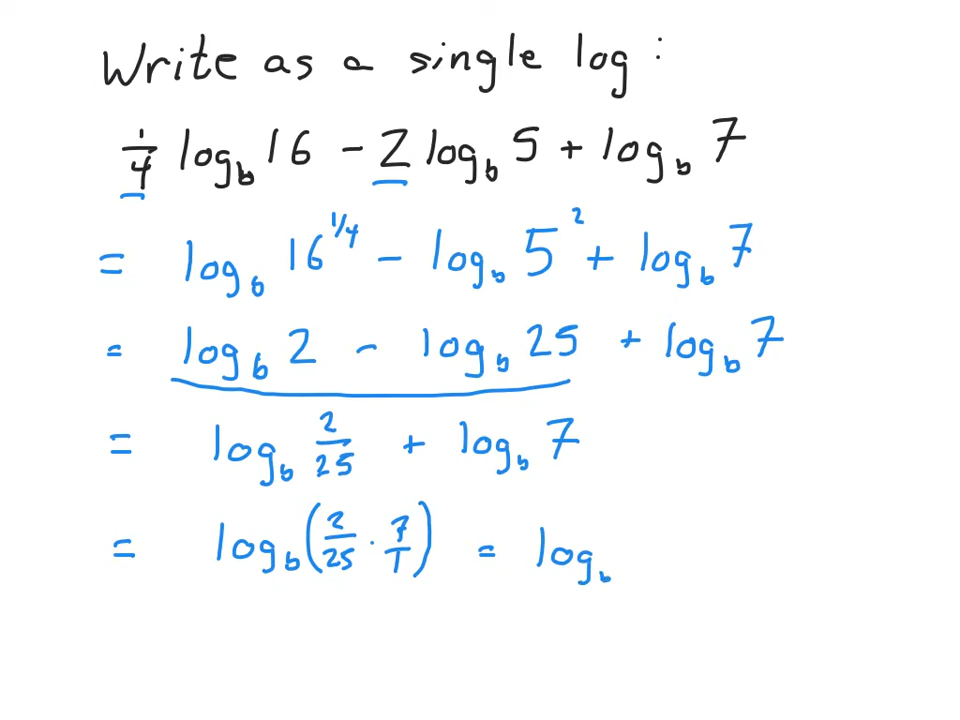 Write as a single log :
1/4 log_b 16 - 2 log_b 5 + log_b 7
= log_b 16^(1/4) - log_b 5^2 + log_b 7
= log_b 2 - log_b 25 + log_b 7
= log_b 2/25 + log_b 7
= log_b (2/25 · 7/1) = log_b